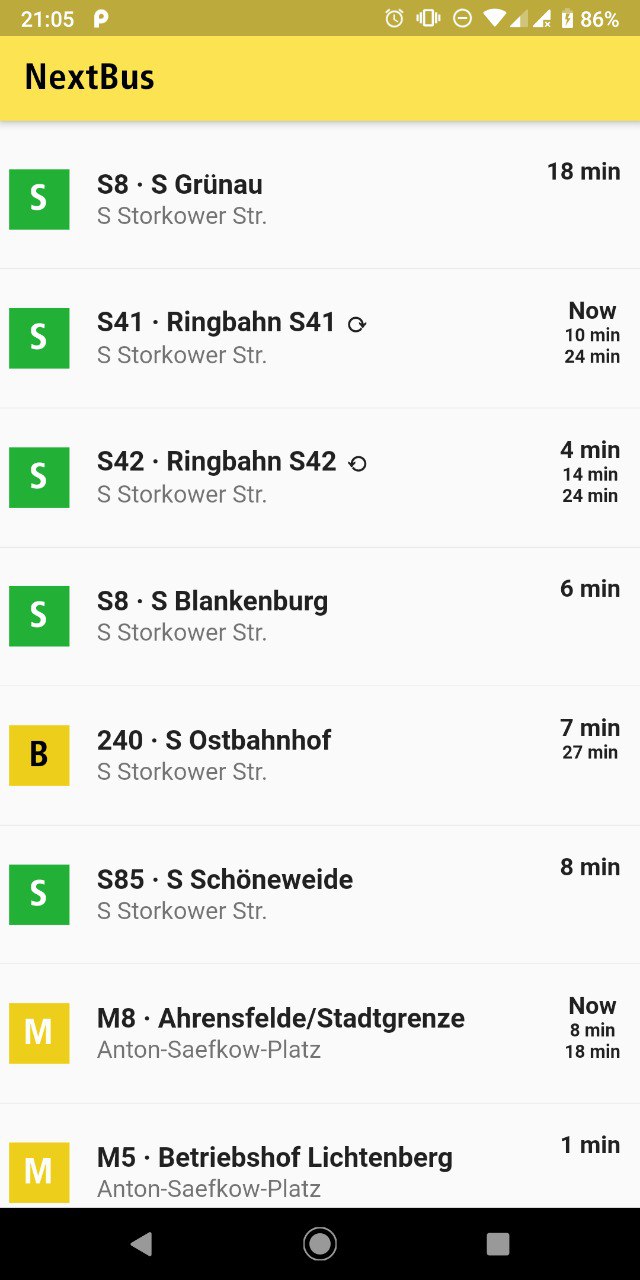 21:05 86%
NextBus
S S8 · S Grünau 18 min
S Storkower Str.
S S41 · Ringbahn S41 ⟳ Now
S Storkower Str. 10 min
24 min
S S42 · Ringbahn S42 ⟲ 4 min
S Storkower Str. 14 min
24 min
S S8 · S Blankenburg 6 min
S Storkower Str.
B 240 · S Ostbahnhof 7 min
S Storkower Str. 27 min
S S85 · S Schöneweide 8 min
S Storkower Str.
M M8 · Ahrensfelde/Stadtgrenze Now
Anton-Saefkow-Platz 8 min
18 min
M M5 · Betriebshof Lichtenberg 1 min
Anton-Saefkow-Platz